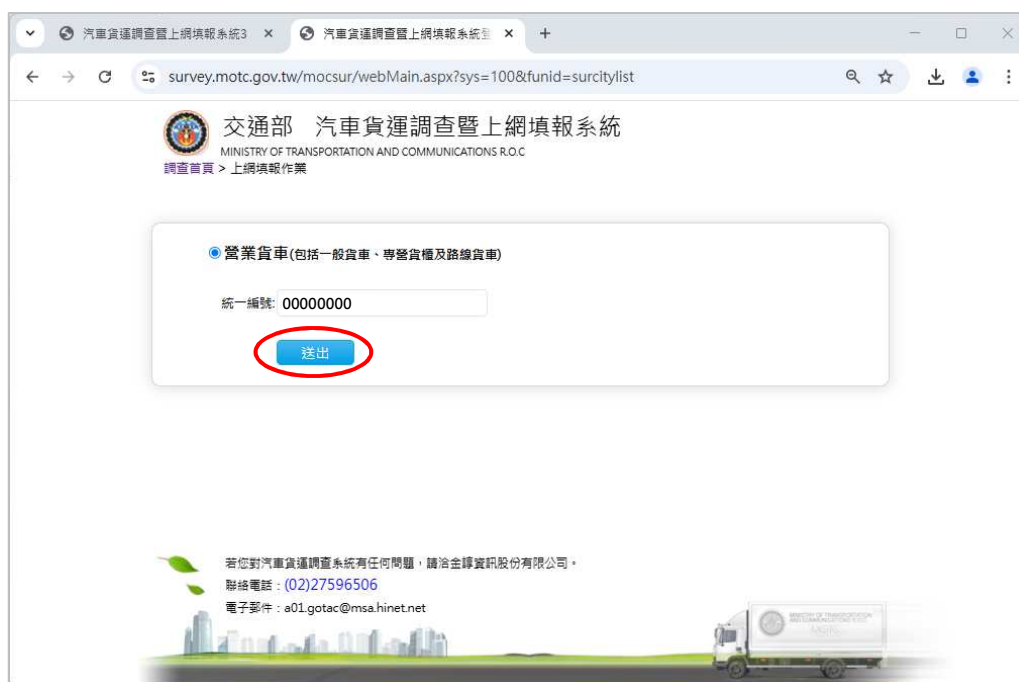 汽車貨運調查暨上網填報系統3
汽車貨運調查暨上網填報系統
survey.motc.gov.tw/mocsur/webMain.aspx?sys=100&funid=surcitylist
交通部 汽車貨運調查暨上網填報系統
MINISTRY OF TRANSPORTATION AND COMMUNICATIONS R.O.C
調查首頁 > 上網填報作業
營業貨車(包括一般貨車、專營貨櫃及路線貨車)
統一編號: 00000000
送出
若您對汽車貨運調查系統有任何問題，請洽金諄資訊股份有限公司。
聯絡電話：(02)27596506
電子郵件：a01.gotac@msa.hinet.net
MINISTRY OF TRANSPORTATION
AND COMMUNICATIONS R.O.C
MOTC